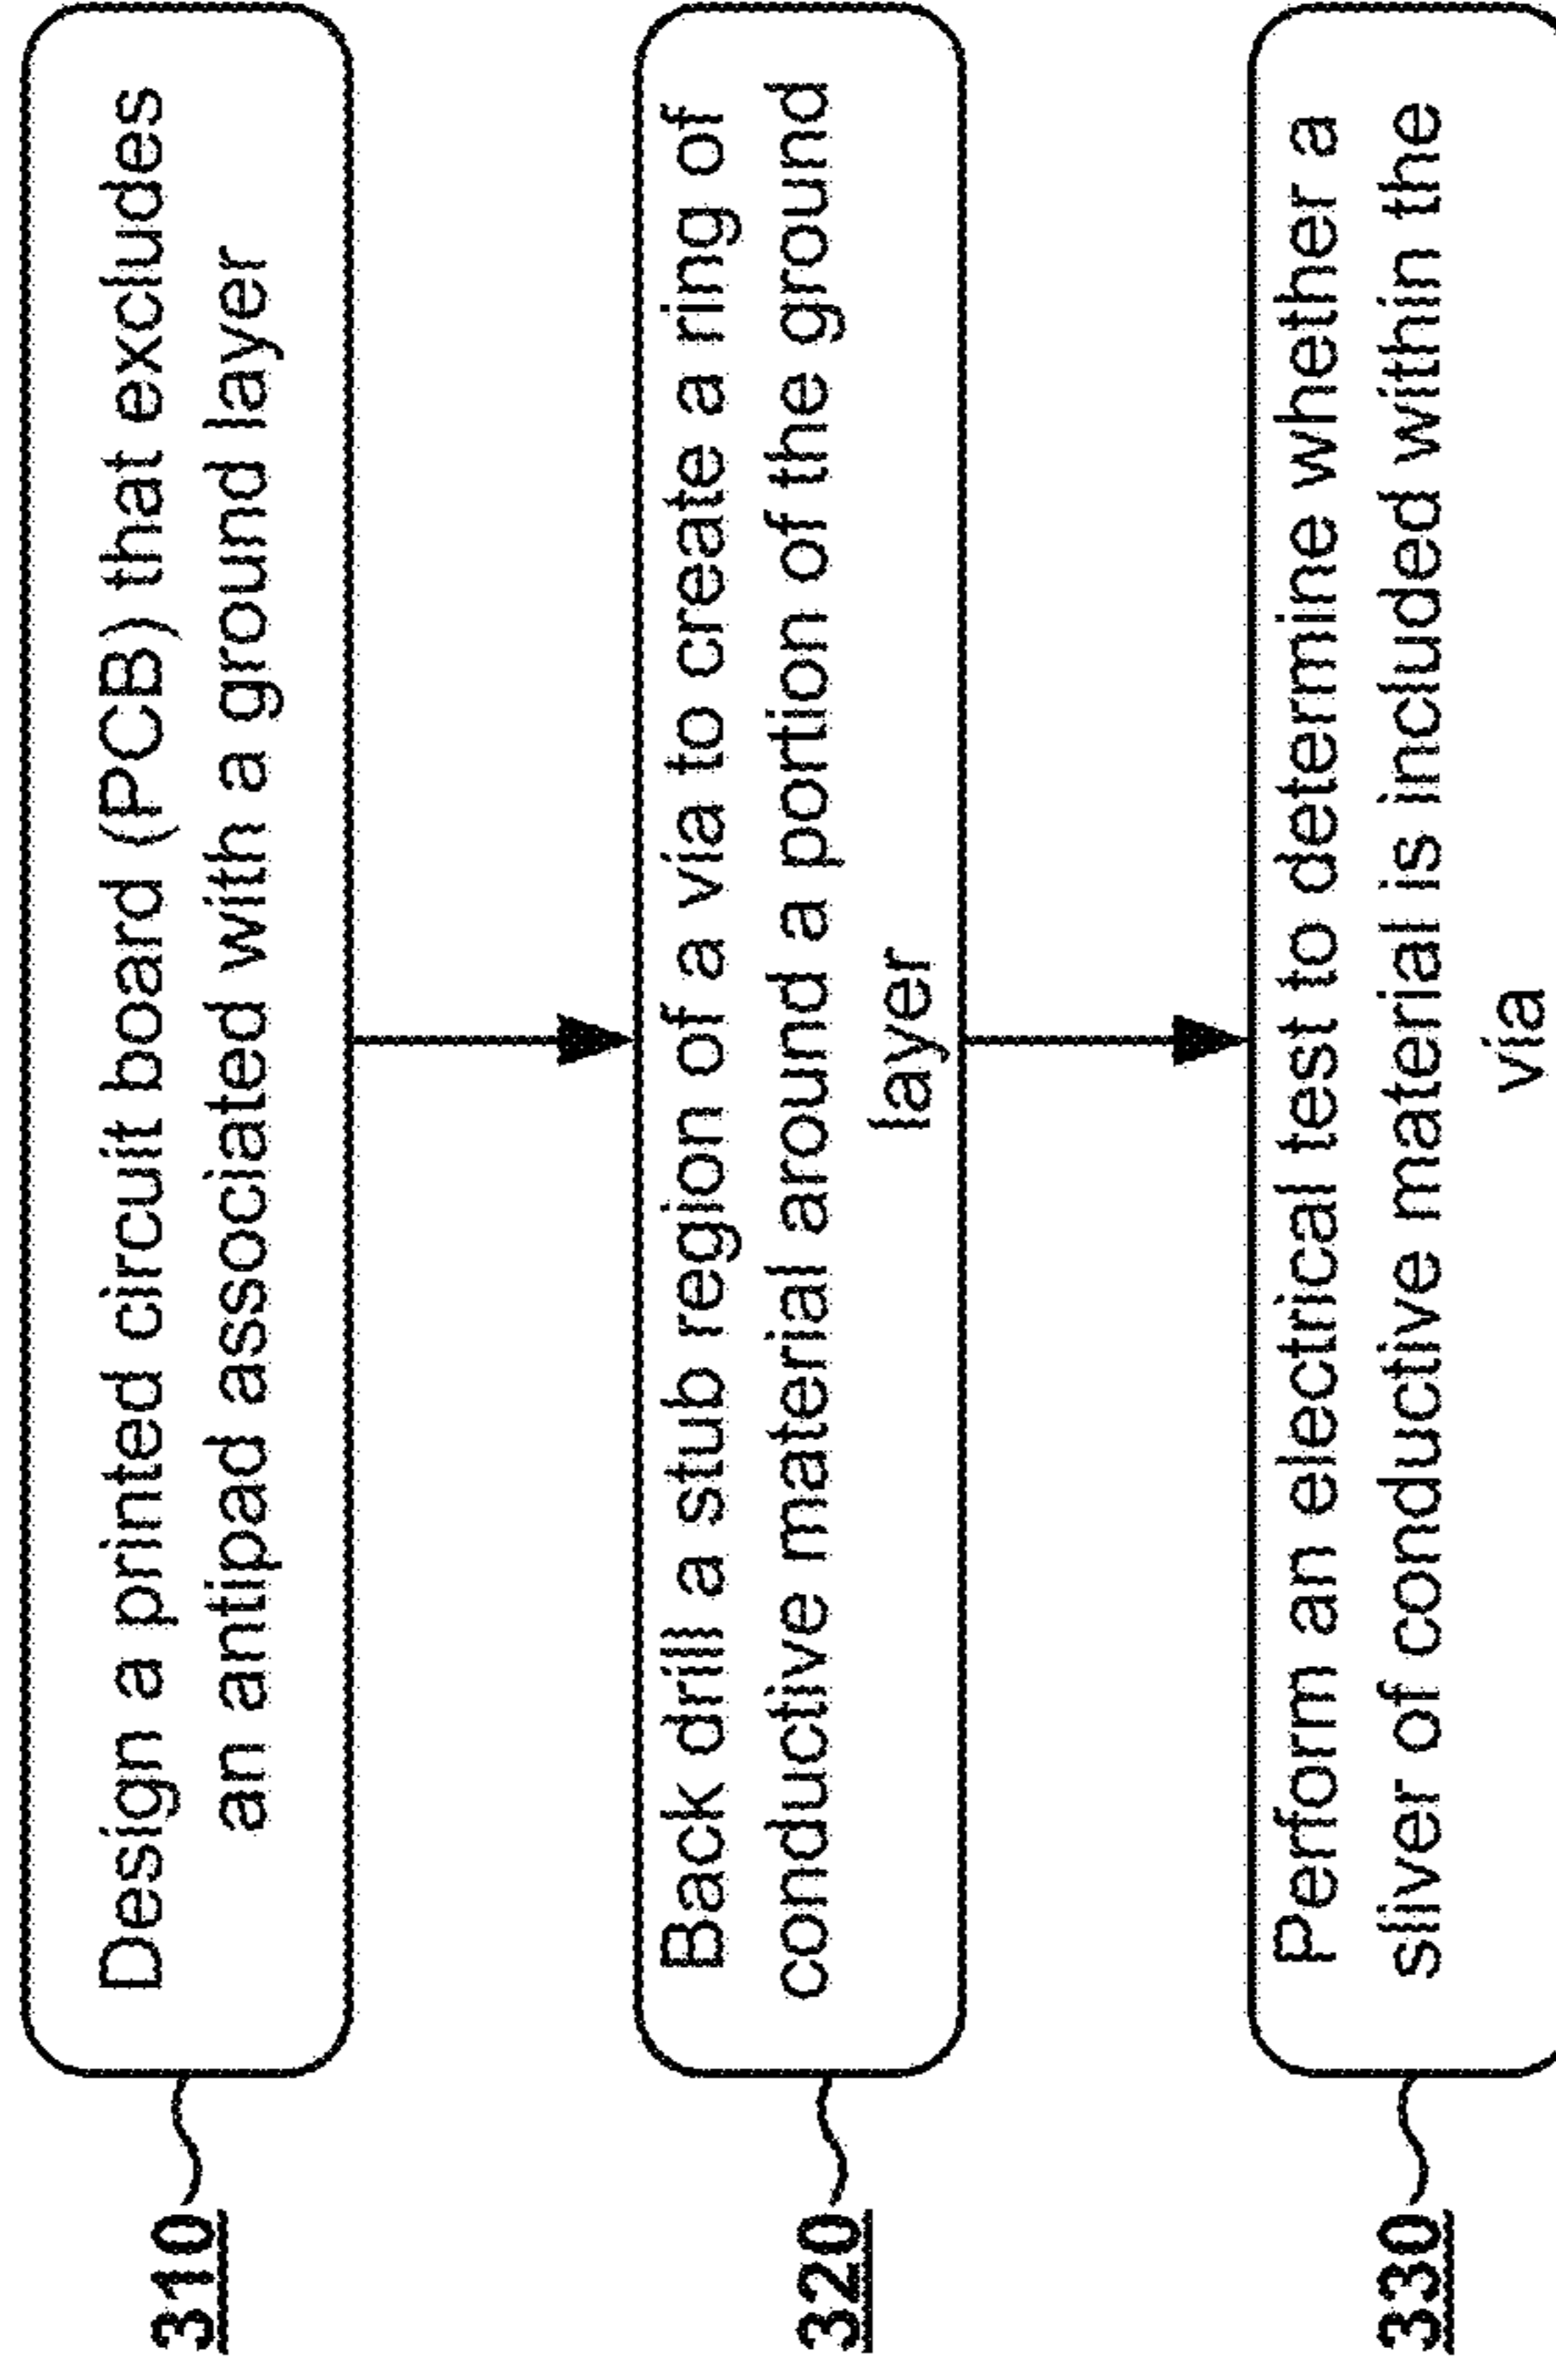 310
Design a printed circuit board (PCB) that excludes
an antipad associated with a ground layer
320
Back drill a stub region of a via to create a ring of
conductive material around a portion of the ground
layer
330
Perform an electrical test to determine whether a
sliver of conductive material is included within the
via